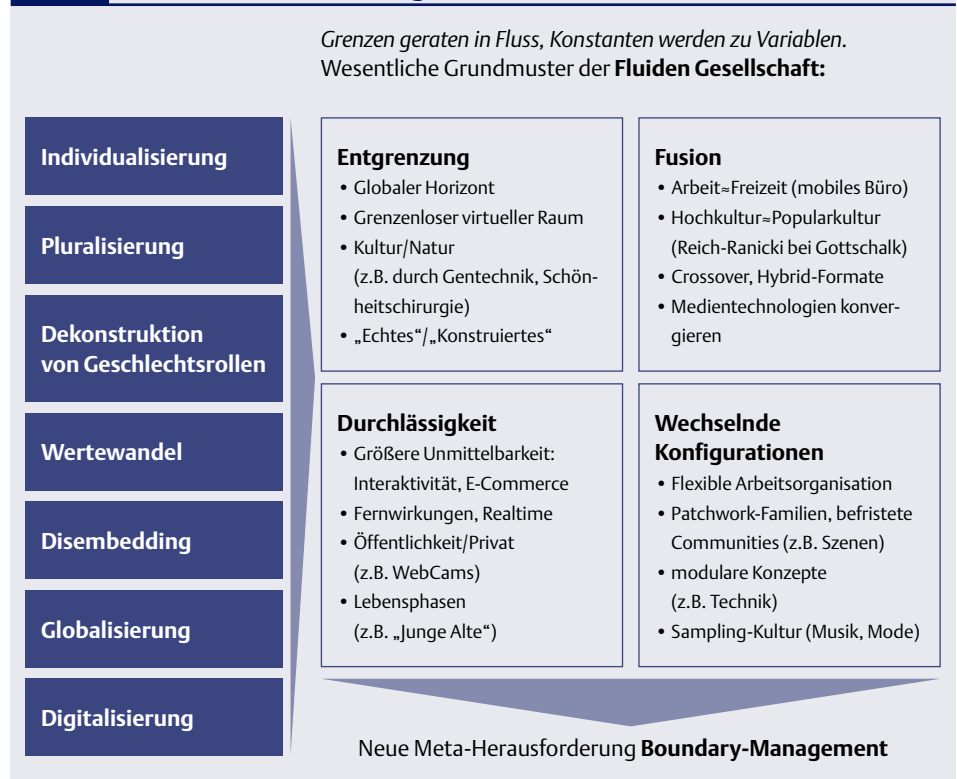 Grenzen geraten in Fluss, Konstanten werden zu Variablen.
Wesentliche Grundmuster der Fluiden Gesellschaft:
Individualisierung
Pluralisierung
Dekonstruktion
von Geschlechtsrollen
Wertewandel
Disembedding
Globalisierung
Digitalisierung
Entgrenzung
• Globaler Horizont
• Grenzenloser virtueller Raum
• Kultur/Natur
(z.B. durch Gentechnik, Schön-
heitschirurgie)
• „Echtes“/„Konstruiertes“
Fusion
• Arbeit≈Freizeit (mobiles Büro)
• Hochkultur≈Popularkultur
(Reich-Ranicki bei Gottschalk)
• Crossover, Hybrid-Formate
• Medientechnologien konver-
gieren
Durchlässigkeit
• Größere Unmittelbarkeit:
Interaktivität, E-Commerce
• Fernwirkungen, Realtime
• Öffentlichkeit/Privat
(z.B. WebCams)
• Lebensphasen
(z.B. „Junge Alte“)
Wechselnde
Konfigurationen
• Flexible Arbeitsorganisation
• Patchwork-Familien, befristete
Communities (z.B. Szenen)
• modulare Konzepte
(z.B. Technik)
• Sampling-Kultur (Musik, Mode)
Neue Meta-Herausforderung Boundary-Management